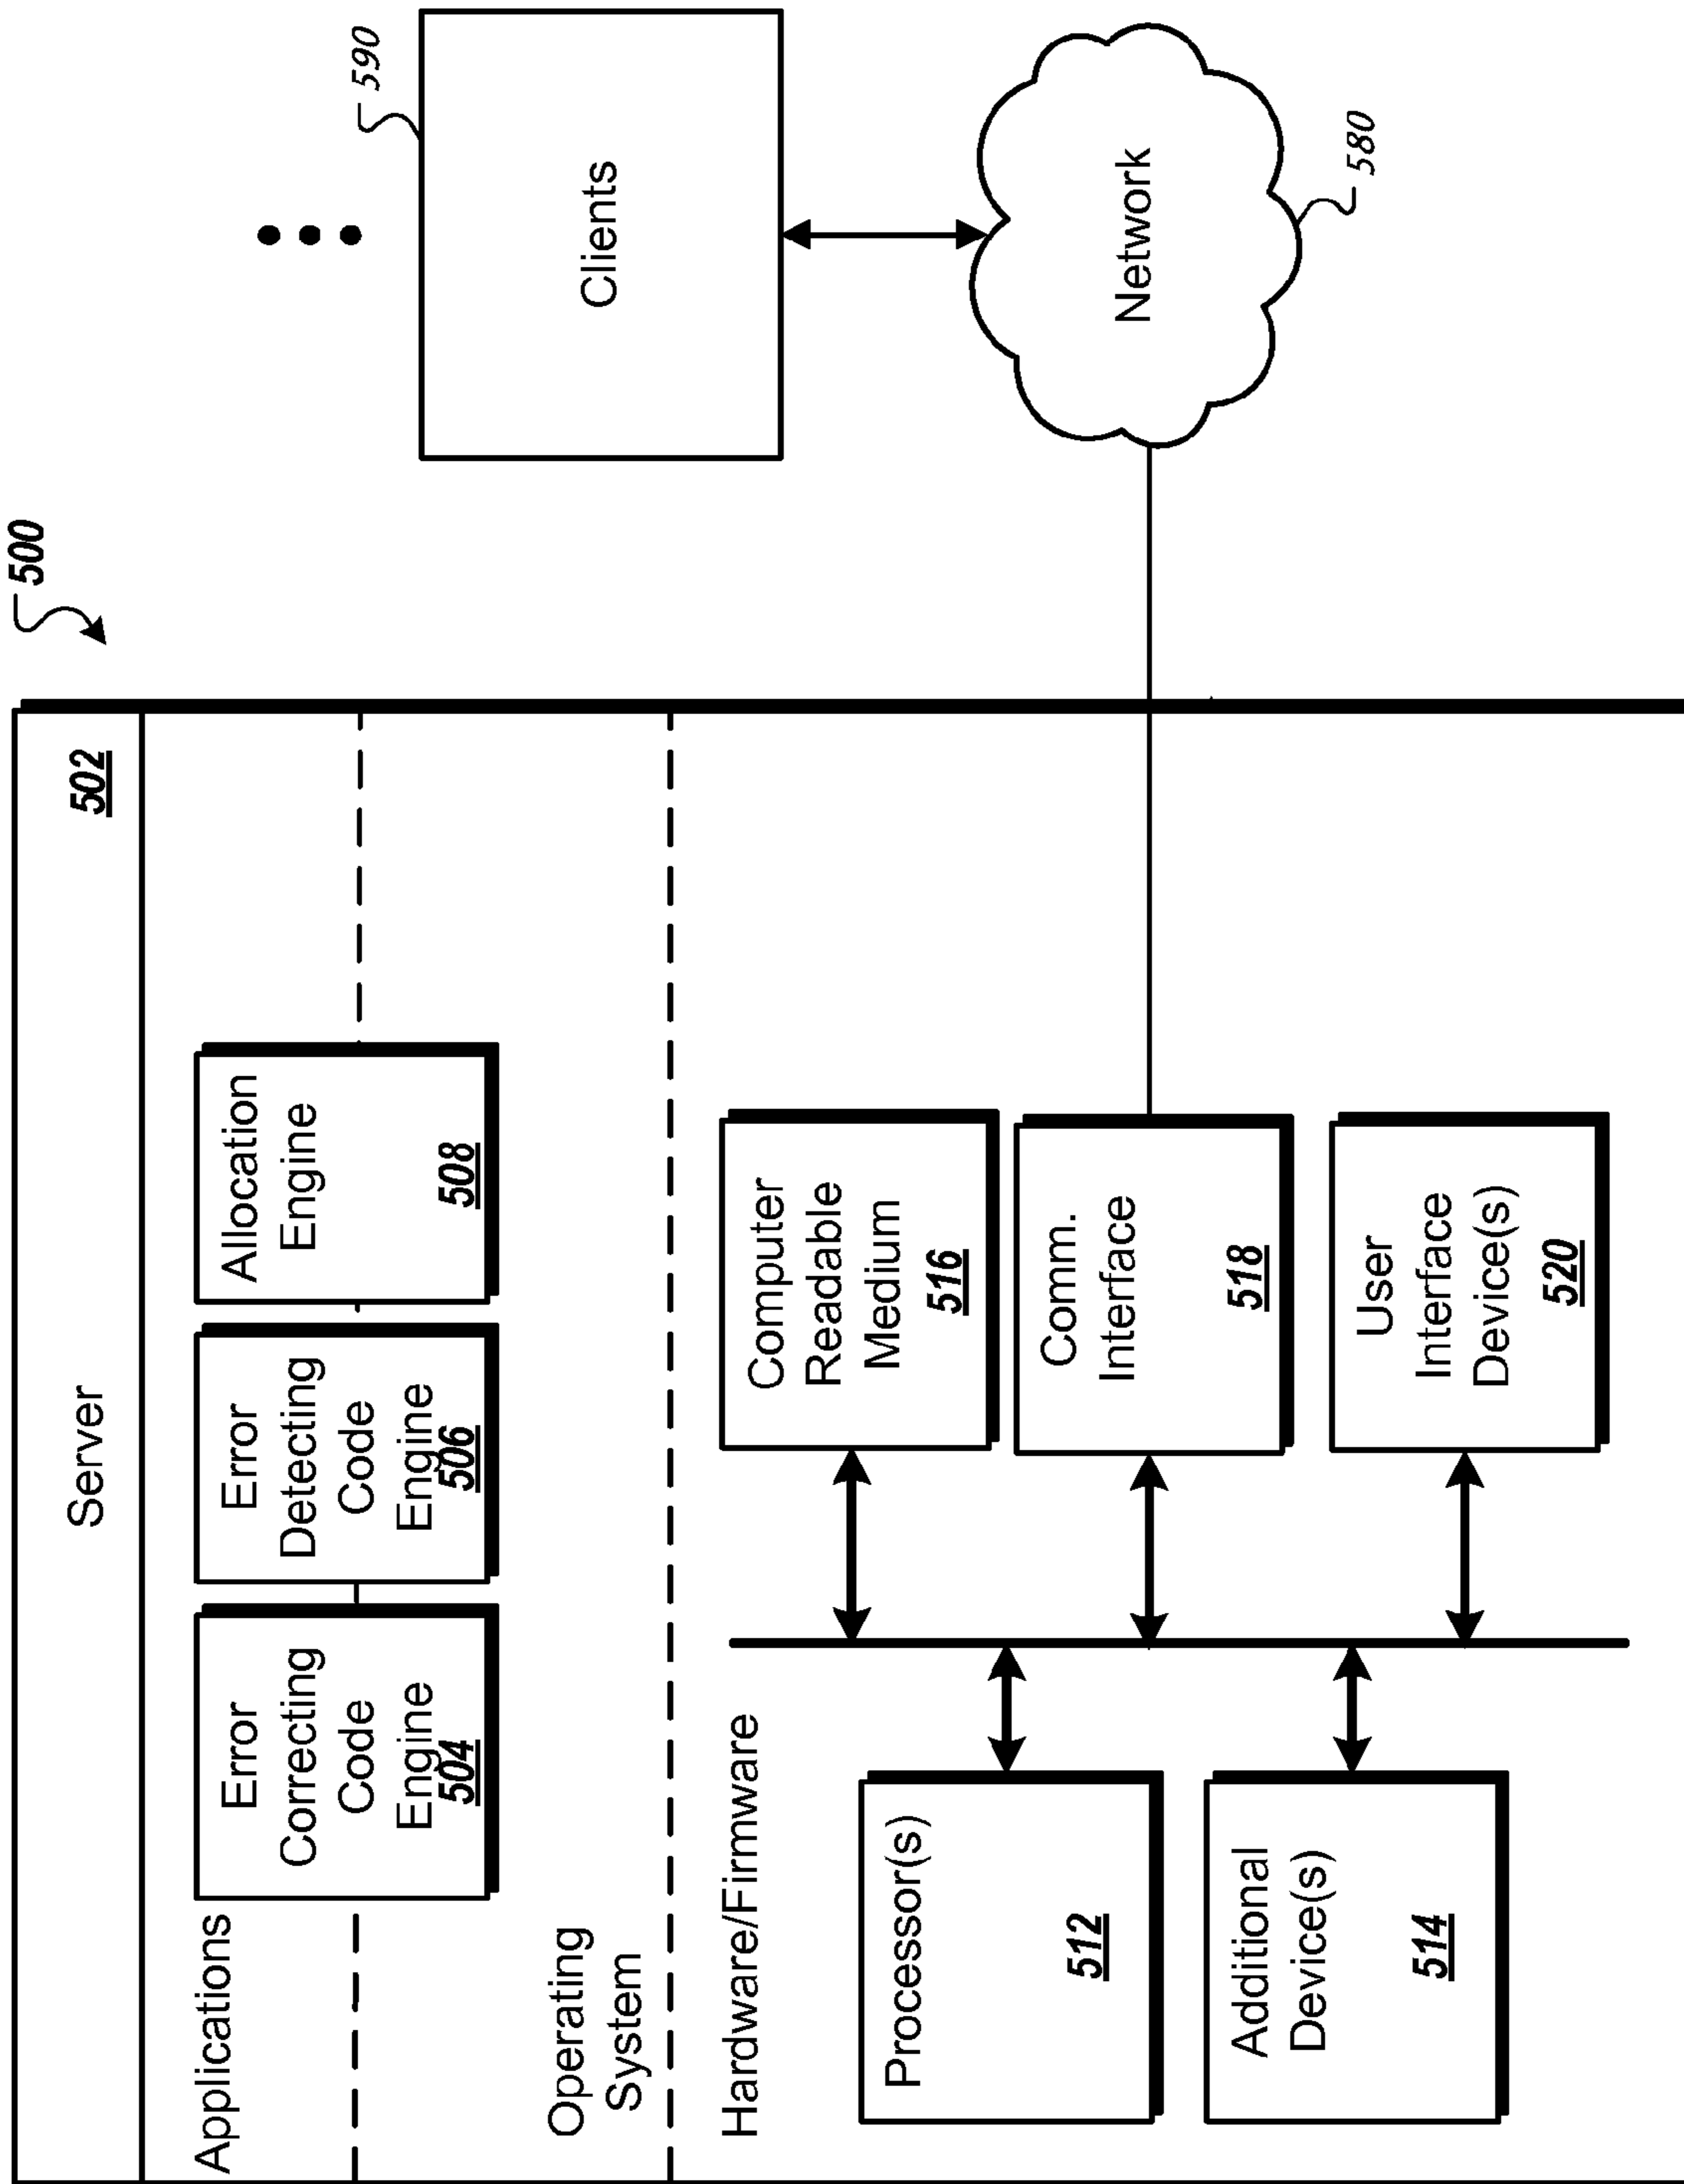 500
Server
502
Applications
Error
Correcting
Code
Engine
504
Error
Detecting
Code
Engine
506
Allocation
Engine
508
Operating
System
Hardware/Firmware
Processor(s)
512
Additional
Device(s)
514
Computer
Readable
Medium
516
Comm.
Interface
518
User
Interface
Device(s)
520
590
Clients
Network
580